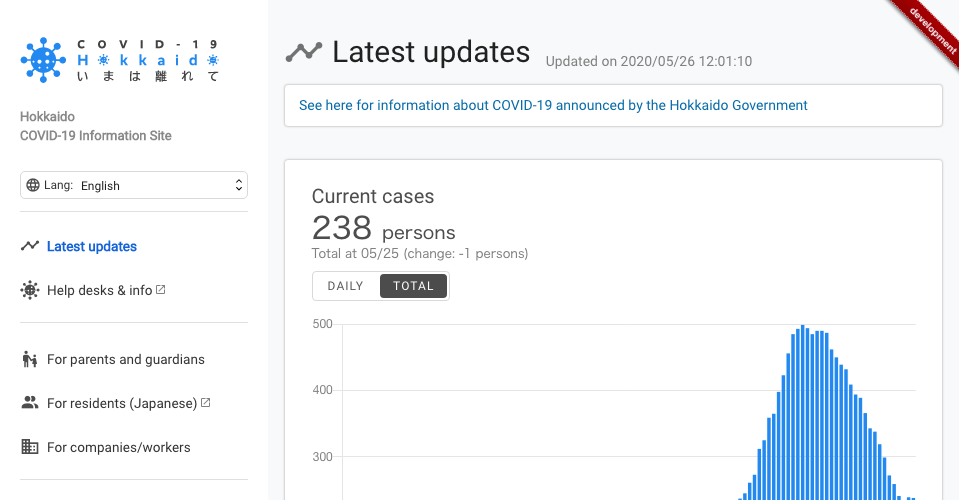 COVID-19
Hokkaido
いまは離れて
Hokkaido
COVID-19 Information Site
Lang: English
Latest updates
Help desks & info
For parents and guardians
For residents (Japanese)
For companies/workers
development
Latest updates Updated on 2020/05/26 12:01:10
See here for information about COVID-19 announced by the Hokkaido Government
Current cases
238 persons
Total at 05/25 (change: -1 persons)
DAILY TOTAL
500
400
300